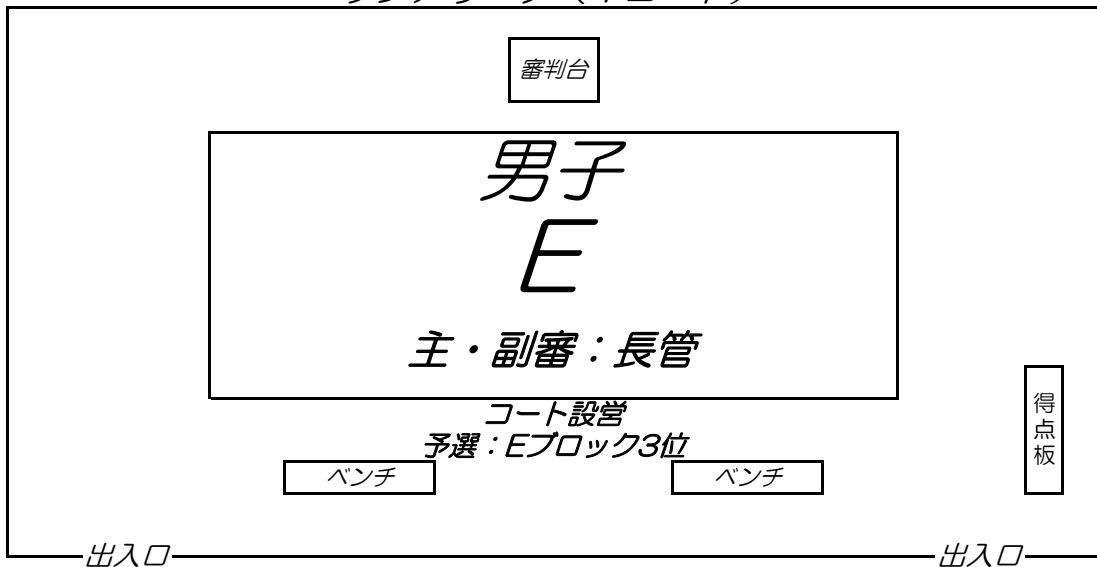 審判台
男子
E
主・副審：長管
コート設営
予選：Eブロック3位
ベンチ
ベンチ
得点板
出入口
出入口